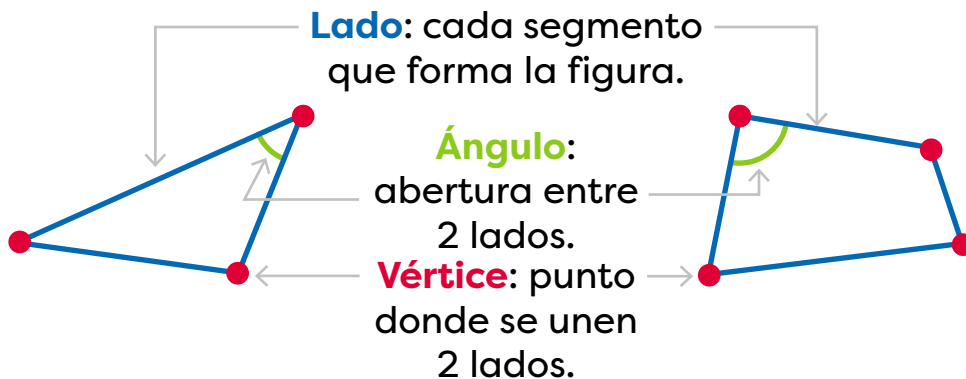 Lado: cada segmento
que forma la figura.
Ángulo:
abertura entre
2 lados.
Vértice: punto
donde se unen
2 lados.